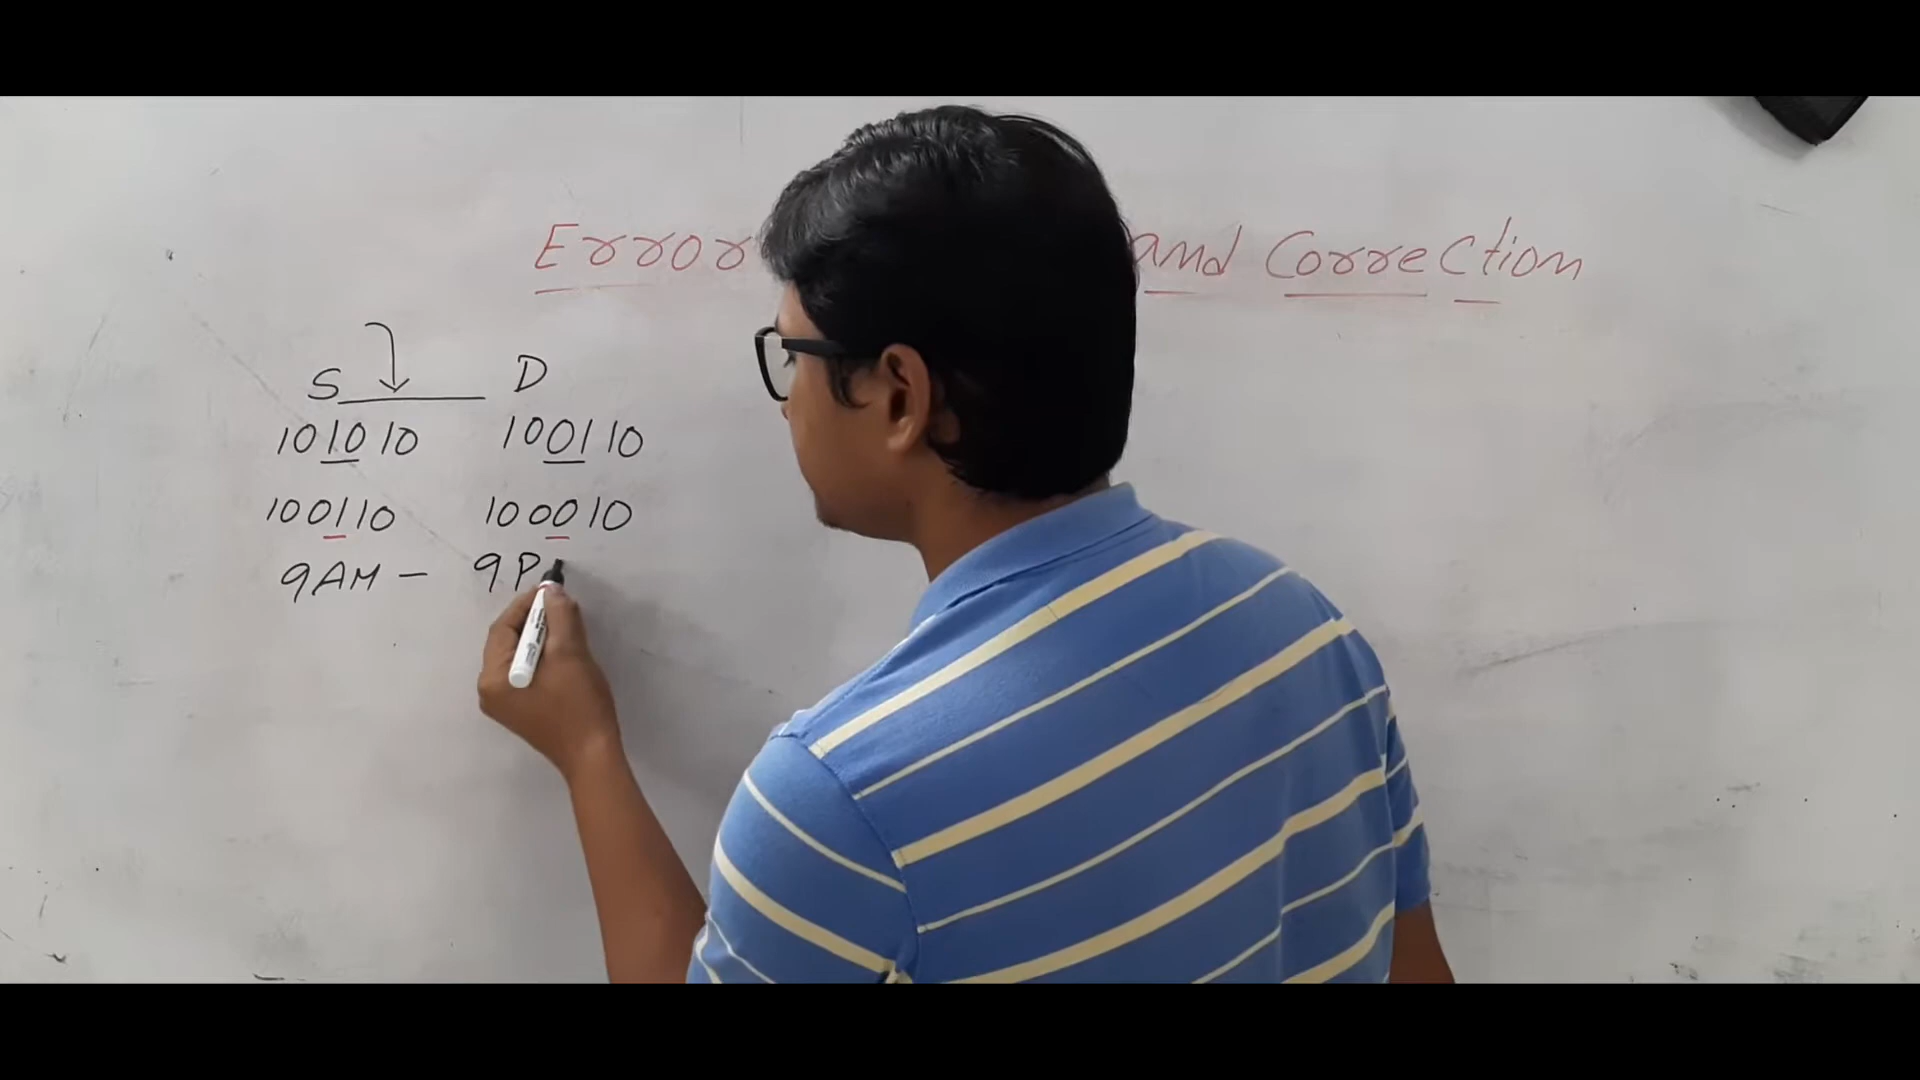 Error and Correction
S D
101010 100110
100110 100010
9AM - 9P